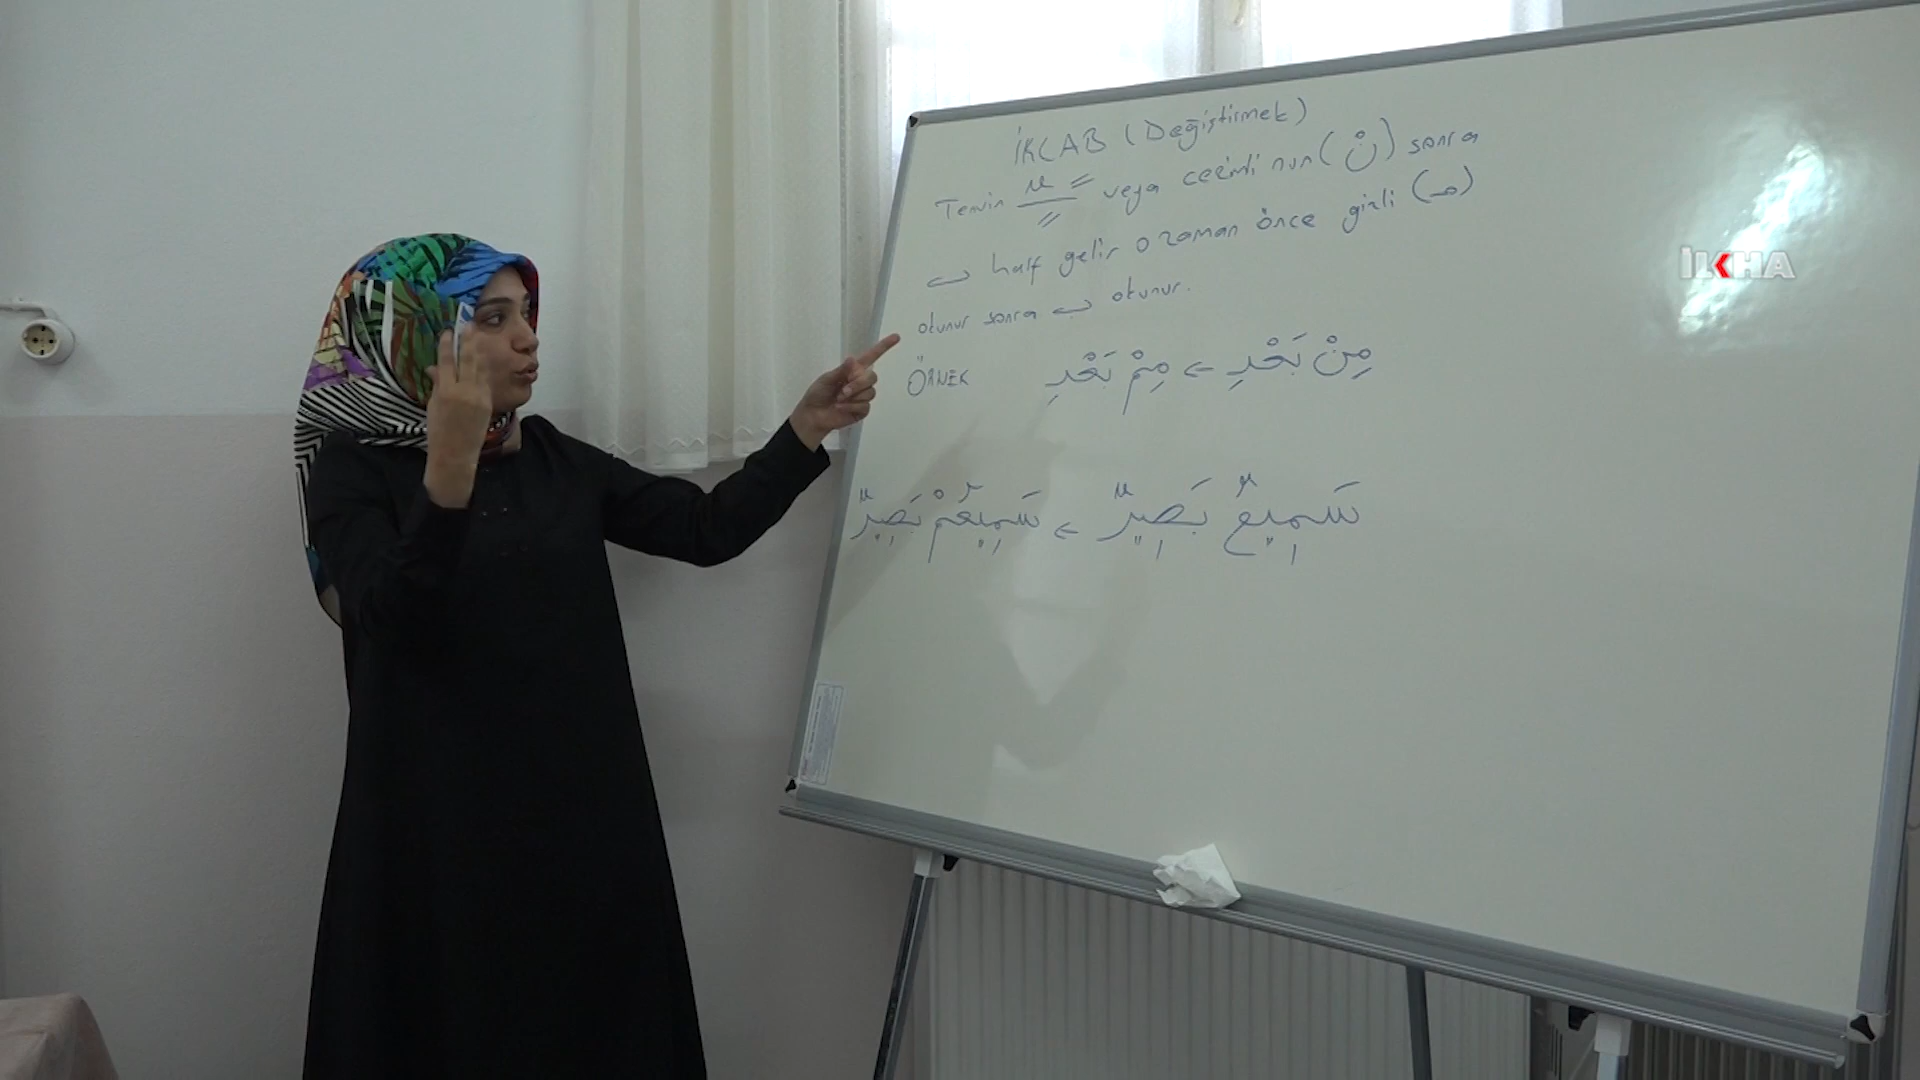 İKLAB (Değiştirmek)
Tenvin veya cezimli nun (نْ) sonra
ب harf gelir o zaman önce gizli (مـ)
okunur sonra ب okunur.
ÖRNEK مِنْ بَعْدِ > مِمْ بَعْدِ
سَمِيعٌ بَصِيرٌ > سَمِيعُمْ بَصِيرٌ
İLKHA